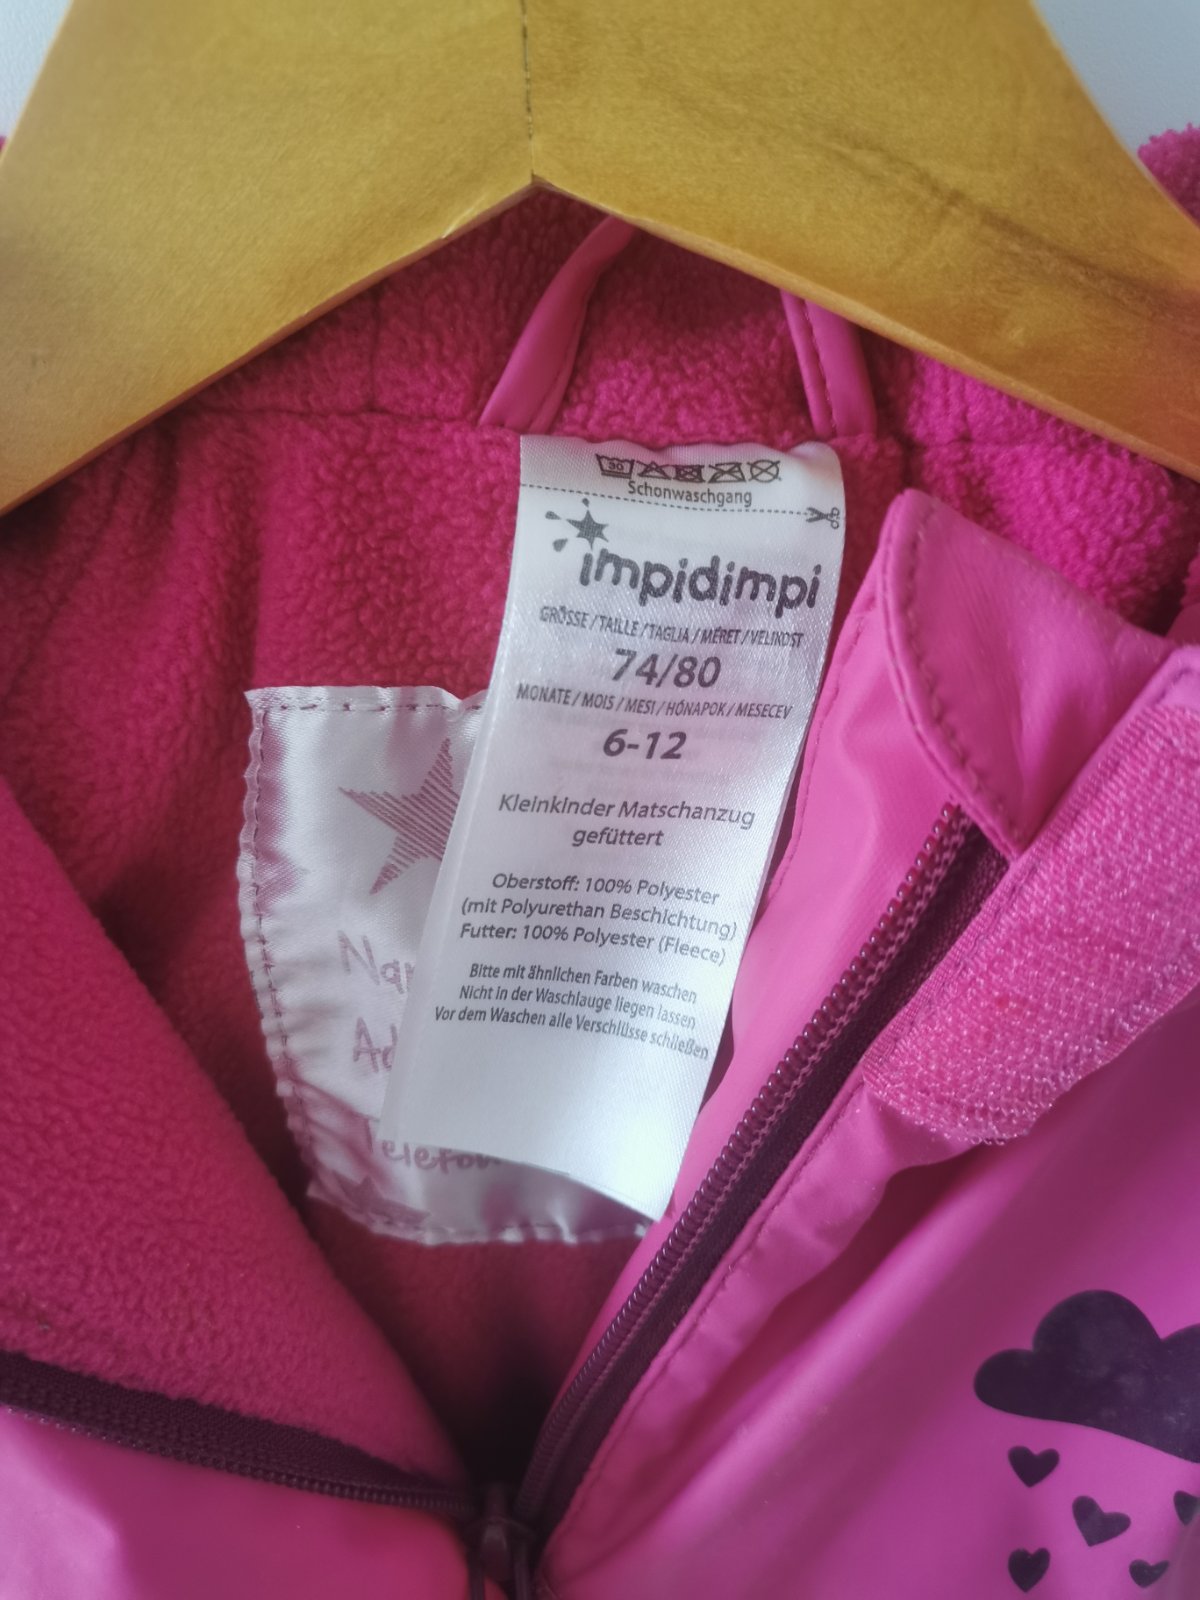 30
Schonwaschgang
impidimpi
GRÖSSE / TAILLE / TAGLIA / MÉRET / VELIKOST
74/80
MONATE / MOIS / MESI / HÓNAPOK / MESECEV
6-12
Kleinkinder Matschanzug
gefüttert
Oberstoff: 100% Polyester
(mit Polyurethan Beschichtung)
Futter: 100% Polyester (Fleece)
Bitte mit ähnlichen Farben waschen
Nicht in der Waschlauge liegen lassen
Vor dem Waschen alle Verschlüsse schließen
Telefon